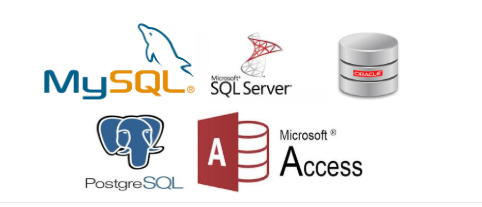 MySQL®
Microsoft®
SQL Server®
ORACLE
PostgreSQL
A
Microsoft ®
Access